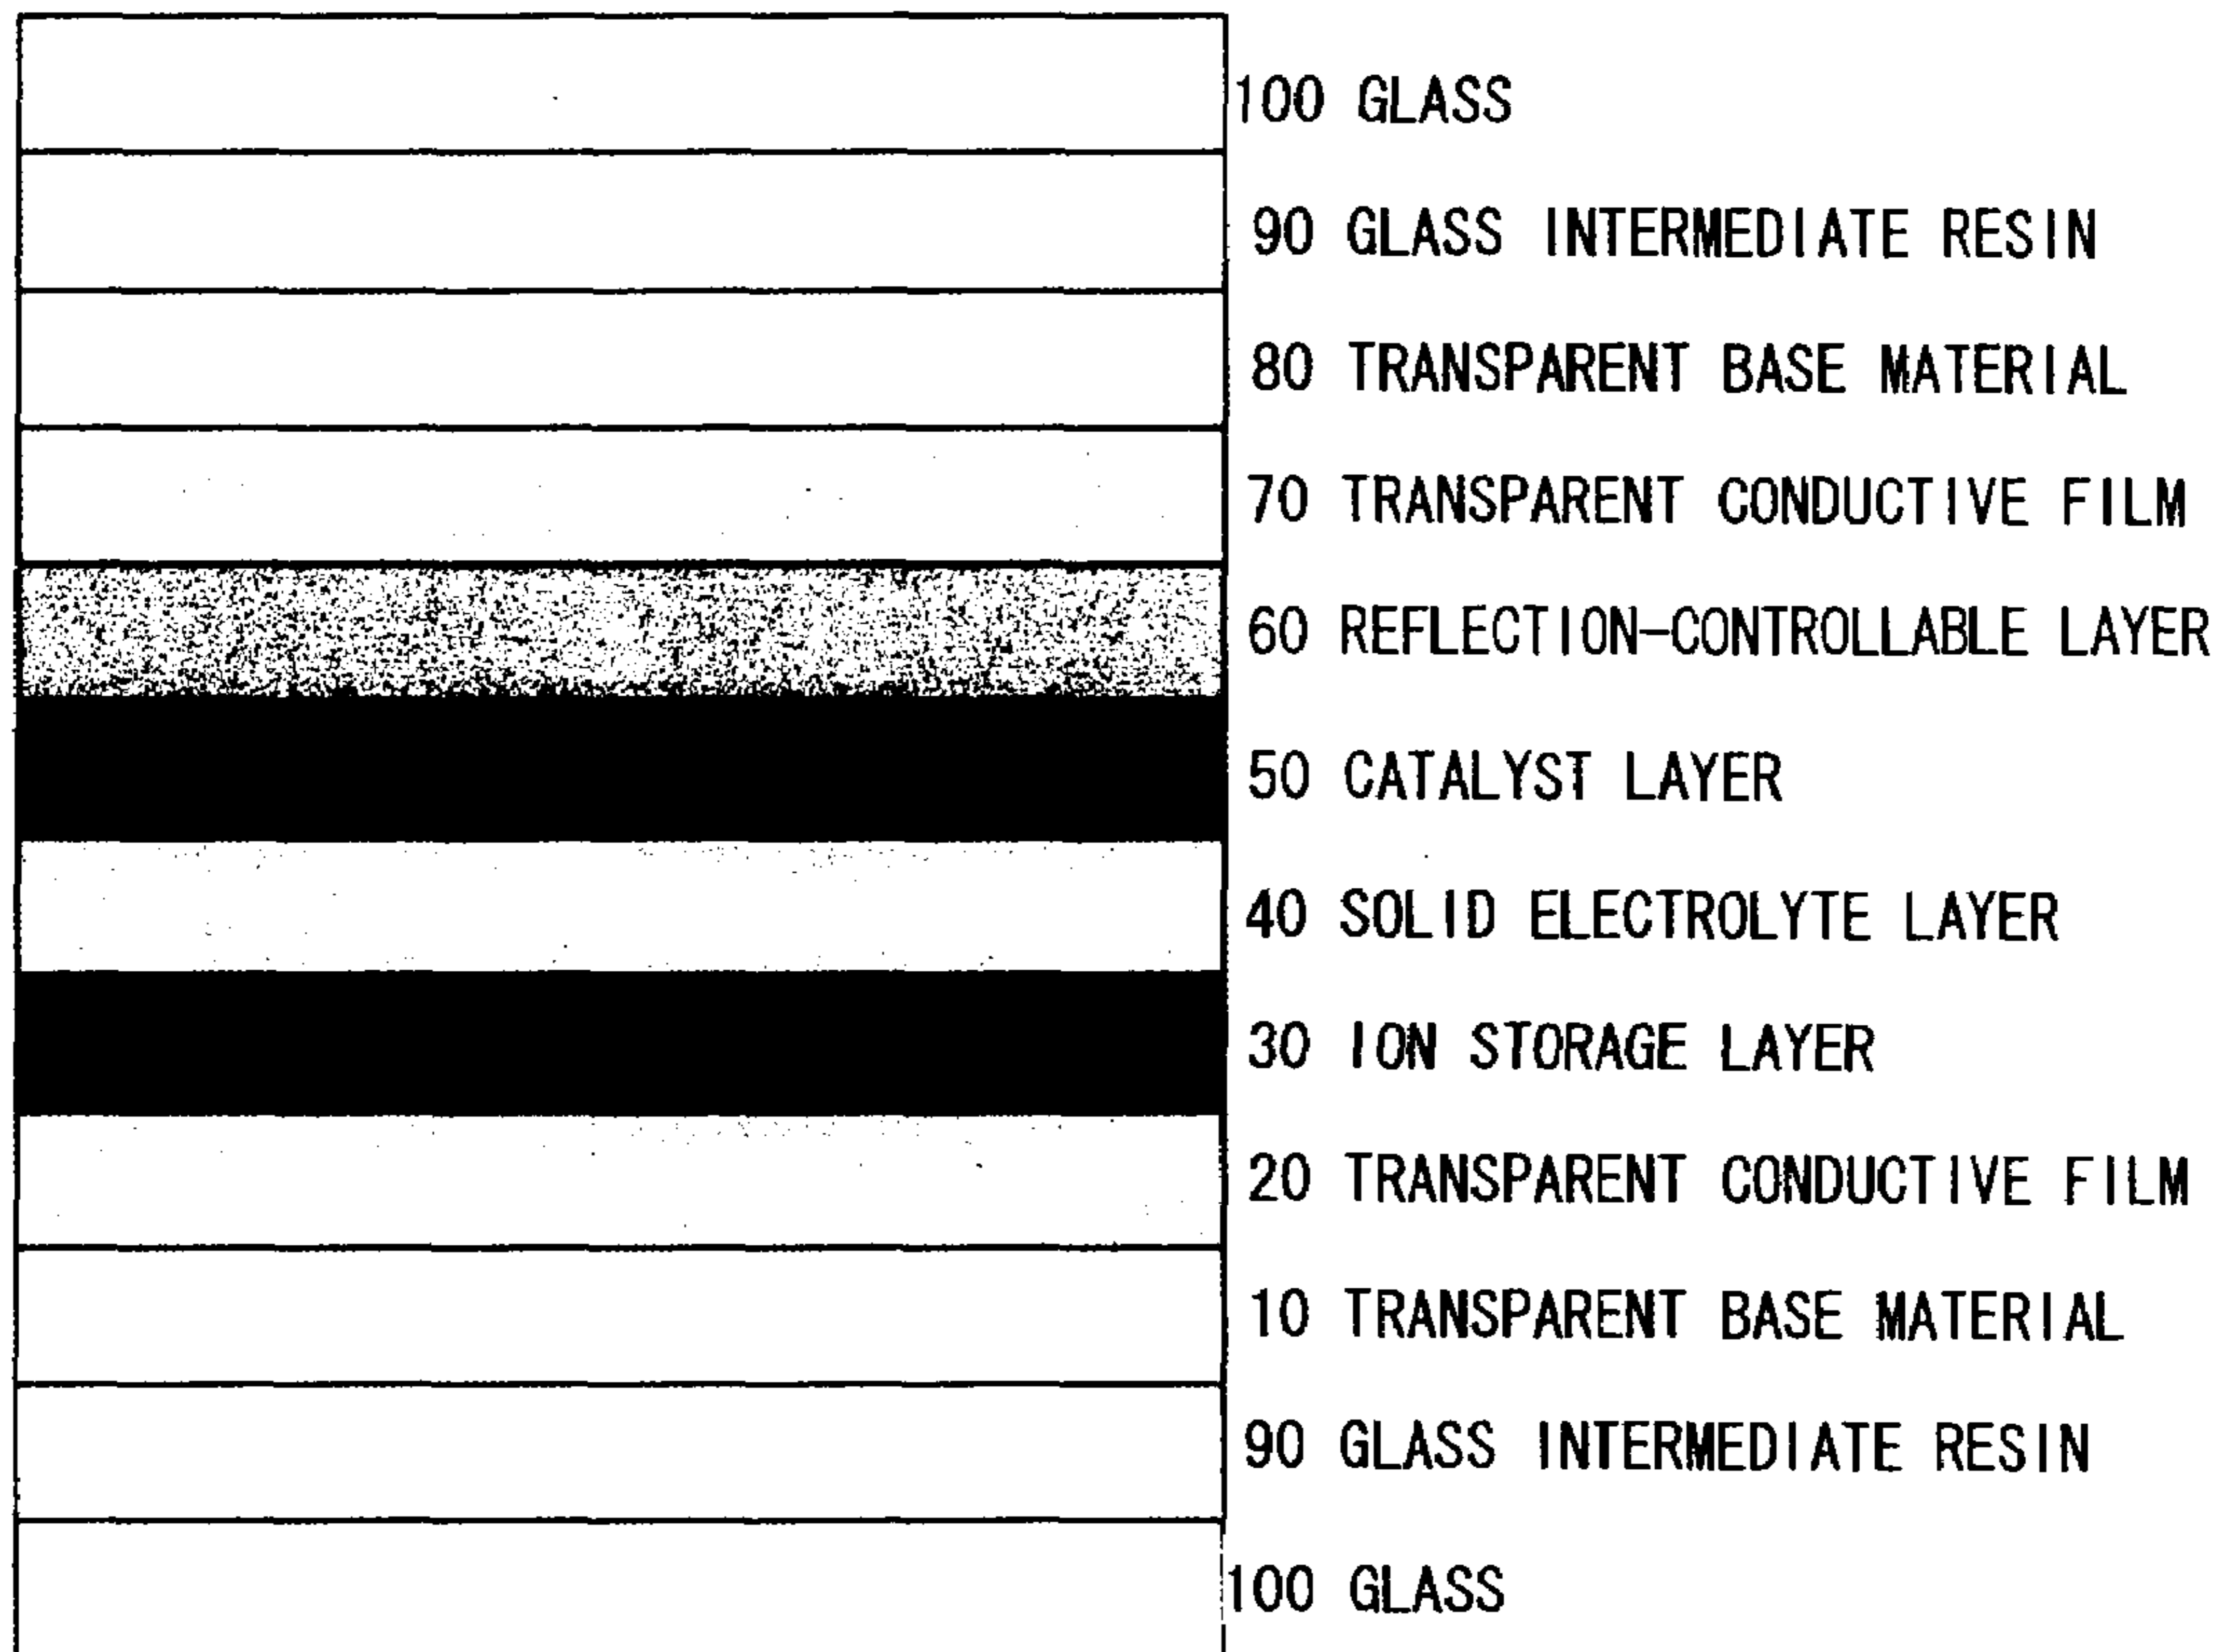 100 GLASS
90 GLASS INTERMEDIATE RESIN
80 TRANSPARENT BASE MATERIAL
70 TRANSPARENT CONDUCTIVE FILM
60 REFLECTION-CONTROLLABLE LAYER
50 CATALYST LAYER
40 SOLID ELECTROLYTE LAYER
30 ION STORAGE LAYER
20 TRANSPARENT CONDUCTIVE FILM
10 TRANSPARENT BASE MATERIAL
90 GLASS INTERMEDIATE RESIN
100 GLASS